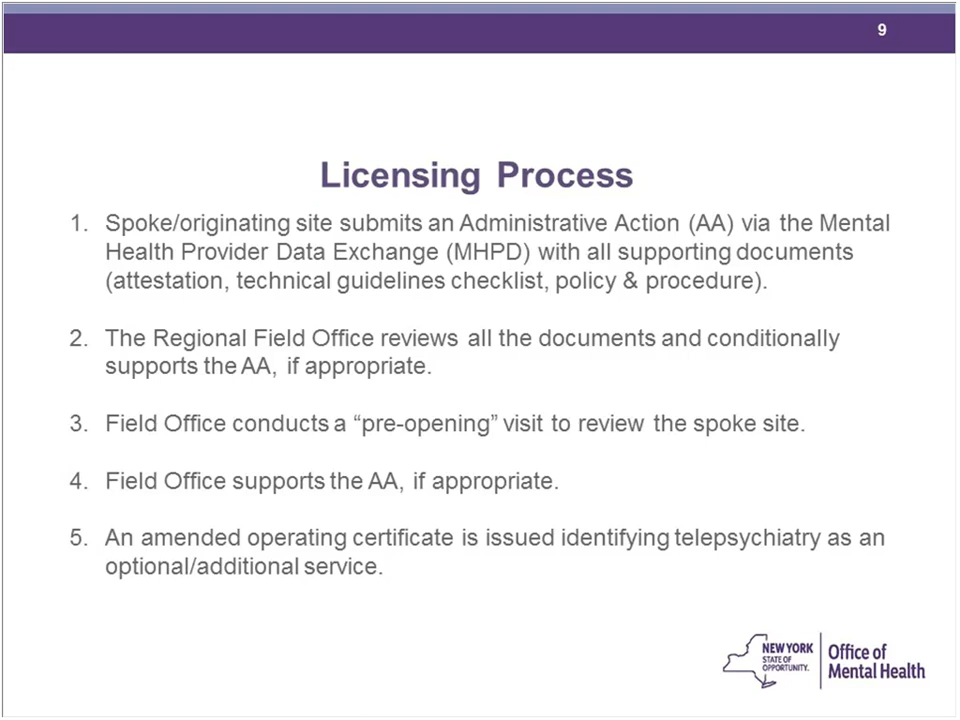 9
Licensing Process
1. Spoke/originating site submits an Administrative Action (AA) via the Mental
Health Provider Data Exchange (MHPD) with all supporting documents
(attestation, technical guidelines checklist, policy & procedure).
2. The Regional Field Office reviews all the documents and conditionally
supports the AA, if appropriate.
3. Field Office conducts a “pre-opening” visit to review the spoke site.
4. Field Office supports the AA, if appropriate.
5. An amended operating certificate is issued identifying telepsychiatry as an
optional/additional service.
NEW YORK
STATE OF
OPPORTUNITY.
Office of
Mental Health